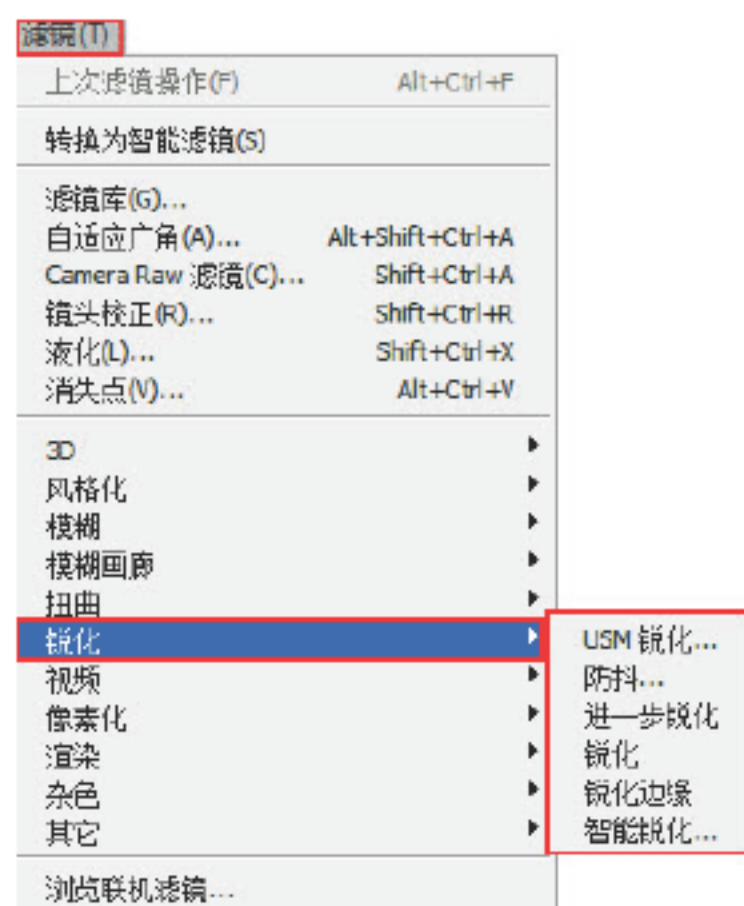 滤镜(T)
上次滤镜操作(F) Alt+Ctrl+F
转换为智能滤镜(S)
滤镜库(G)...
自适应广角(A)... Alt+Shift+Ctrl+A
Camera Raw 滤镜(C)... Shift+Ctrl+A
镜头校正(R)... Shift+Ctrl+R
液化(L)... Shift+Ctrl+X
消失点(V)... Alt+Ctrl+V
3D
风格化
模糊
模糊画廊
扭曲
锐化
视频
像素化
渲染
杂色
其它
浏览联机滤镜...
USM 锐化...
防抖...
进一步锐化
锐化
锐化边缘
智能锐化...